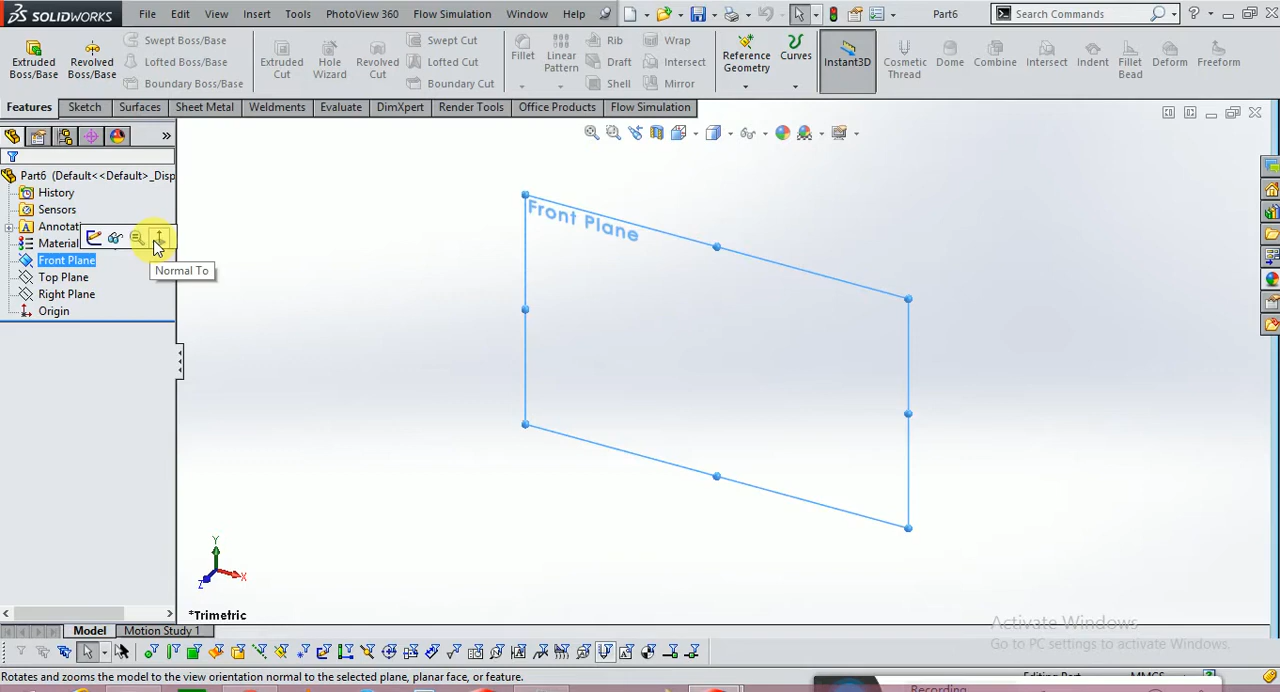 SOLIDWORKS File Edit View Insert Tools PhotoView 360 Flow Simulation Window Help Part6 Search Commands
Extruded Boss/Base Revolved Boss/Base Swept Boss/Base Lofted Boss/Base Boundary Boss/Base Extruded Cut Hole Wizard Revolved Cut Swept Cut Lofted Cut Boundary Cut Fillet Linear Pattern Rib Draft Shell Wrap Intersect Mirror Reference Geometry Curves Instant3D Cosmetic Thread Dome Combine Intersect Indent Fillet Bead Deform Freeform
Features Sketch Surfaces Sheet Metal Weldments Evaluate DimXpert Render Tools Office Products Flow Simulation
Part6 (Default<<Default>_Disp
History
Sensors
Annotat
Material
Front Plane
Top Plane
Right Plane
Origin
Normal To
Front Plane
Y
X
Z
*Trimetric
Activate Windows
Go to PC settings to activate Windows.
Model Motion Study 1
Rotates and zooms the model to the view orientation normal to the selected plane, planar face, or feature.
Editing Part MMGS
Recording